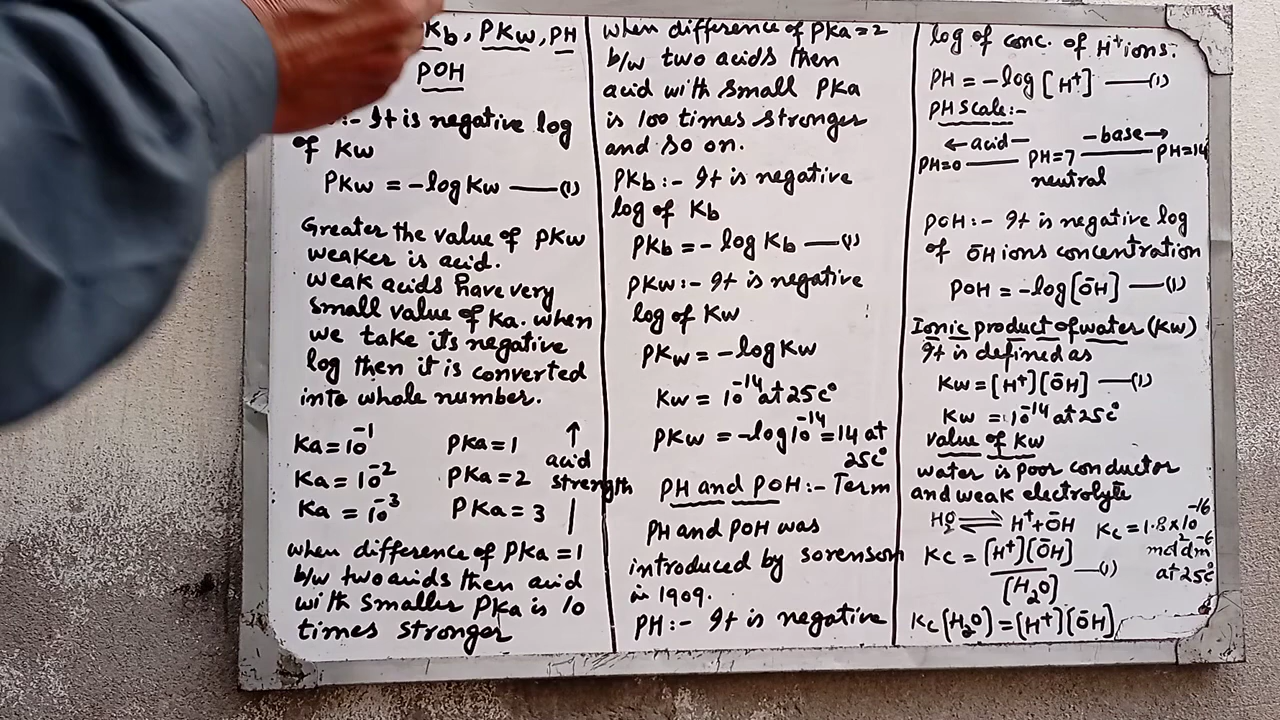 Kb, PKw, PH
POH
:- It is negative log
of Kw
PKw = -log Kw —(1)
Greater the value of PKw
weaker is acid.
weak acids have very
small value of Ka. when
we take its negative
log then it is converted
into whole number.
Ka = 10⁻¹ PKa = 1 ↑
acid
Ka = 10⁻² PKa = 2 strength
Ka = 10⁻³ PKa = 3 |
when difference of PKa = 1
b/w two acids then acid
with smaller PKa is 10
times stronger
when difference of PKa = 2
b/w two acids then
acid with small PKa
is 100 times stronger
and so on.
PKb:- It is negative
log of Kb
PKb = - log Kb —(1)
PKw:- It is negative
log of Kw
PKw = -log Kw
Kw = 10⁻¹⁴ at 25c°
PKw = -log10⁻¹⁴ = 14 at
25c°
PH and POH:- Term
PH and POH was
introduced by sorenson
in 1909.
PH:- It is negative
log of conc. of H⁺ ions.
PH = -log [H⁺] —(1)
PH Scale:-
←acid— —base→
PH=0 — PH=7 — PH=14
neutral
POH:- It is negative log
of ŌH ions concentration
POH = -log[ŌH] —(1)
Ionic product of water (Kw)
It is defined as
Kw = [H⁺][ŌH] —(1)
Kw = 10⁻¹⁴ at 25c°
value of Kw
water is poor conductor
and weak electrolyte
H₂O ⇌ H⁺ + ŌH Kc = 1.8×10⁻¹⁶
mol²dm⁻⁶
at 25c°
Kc = [H⁺][ŌH] / [H₂O] —(1)
Kc[H₂O] = [H⁺][ŌH]